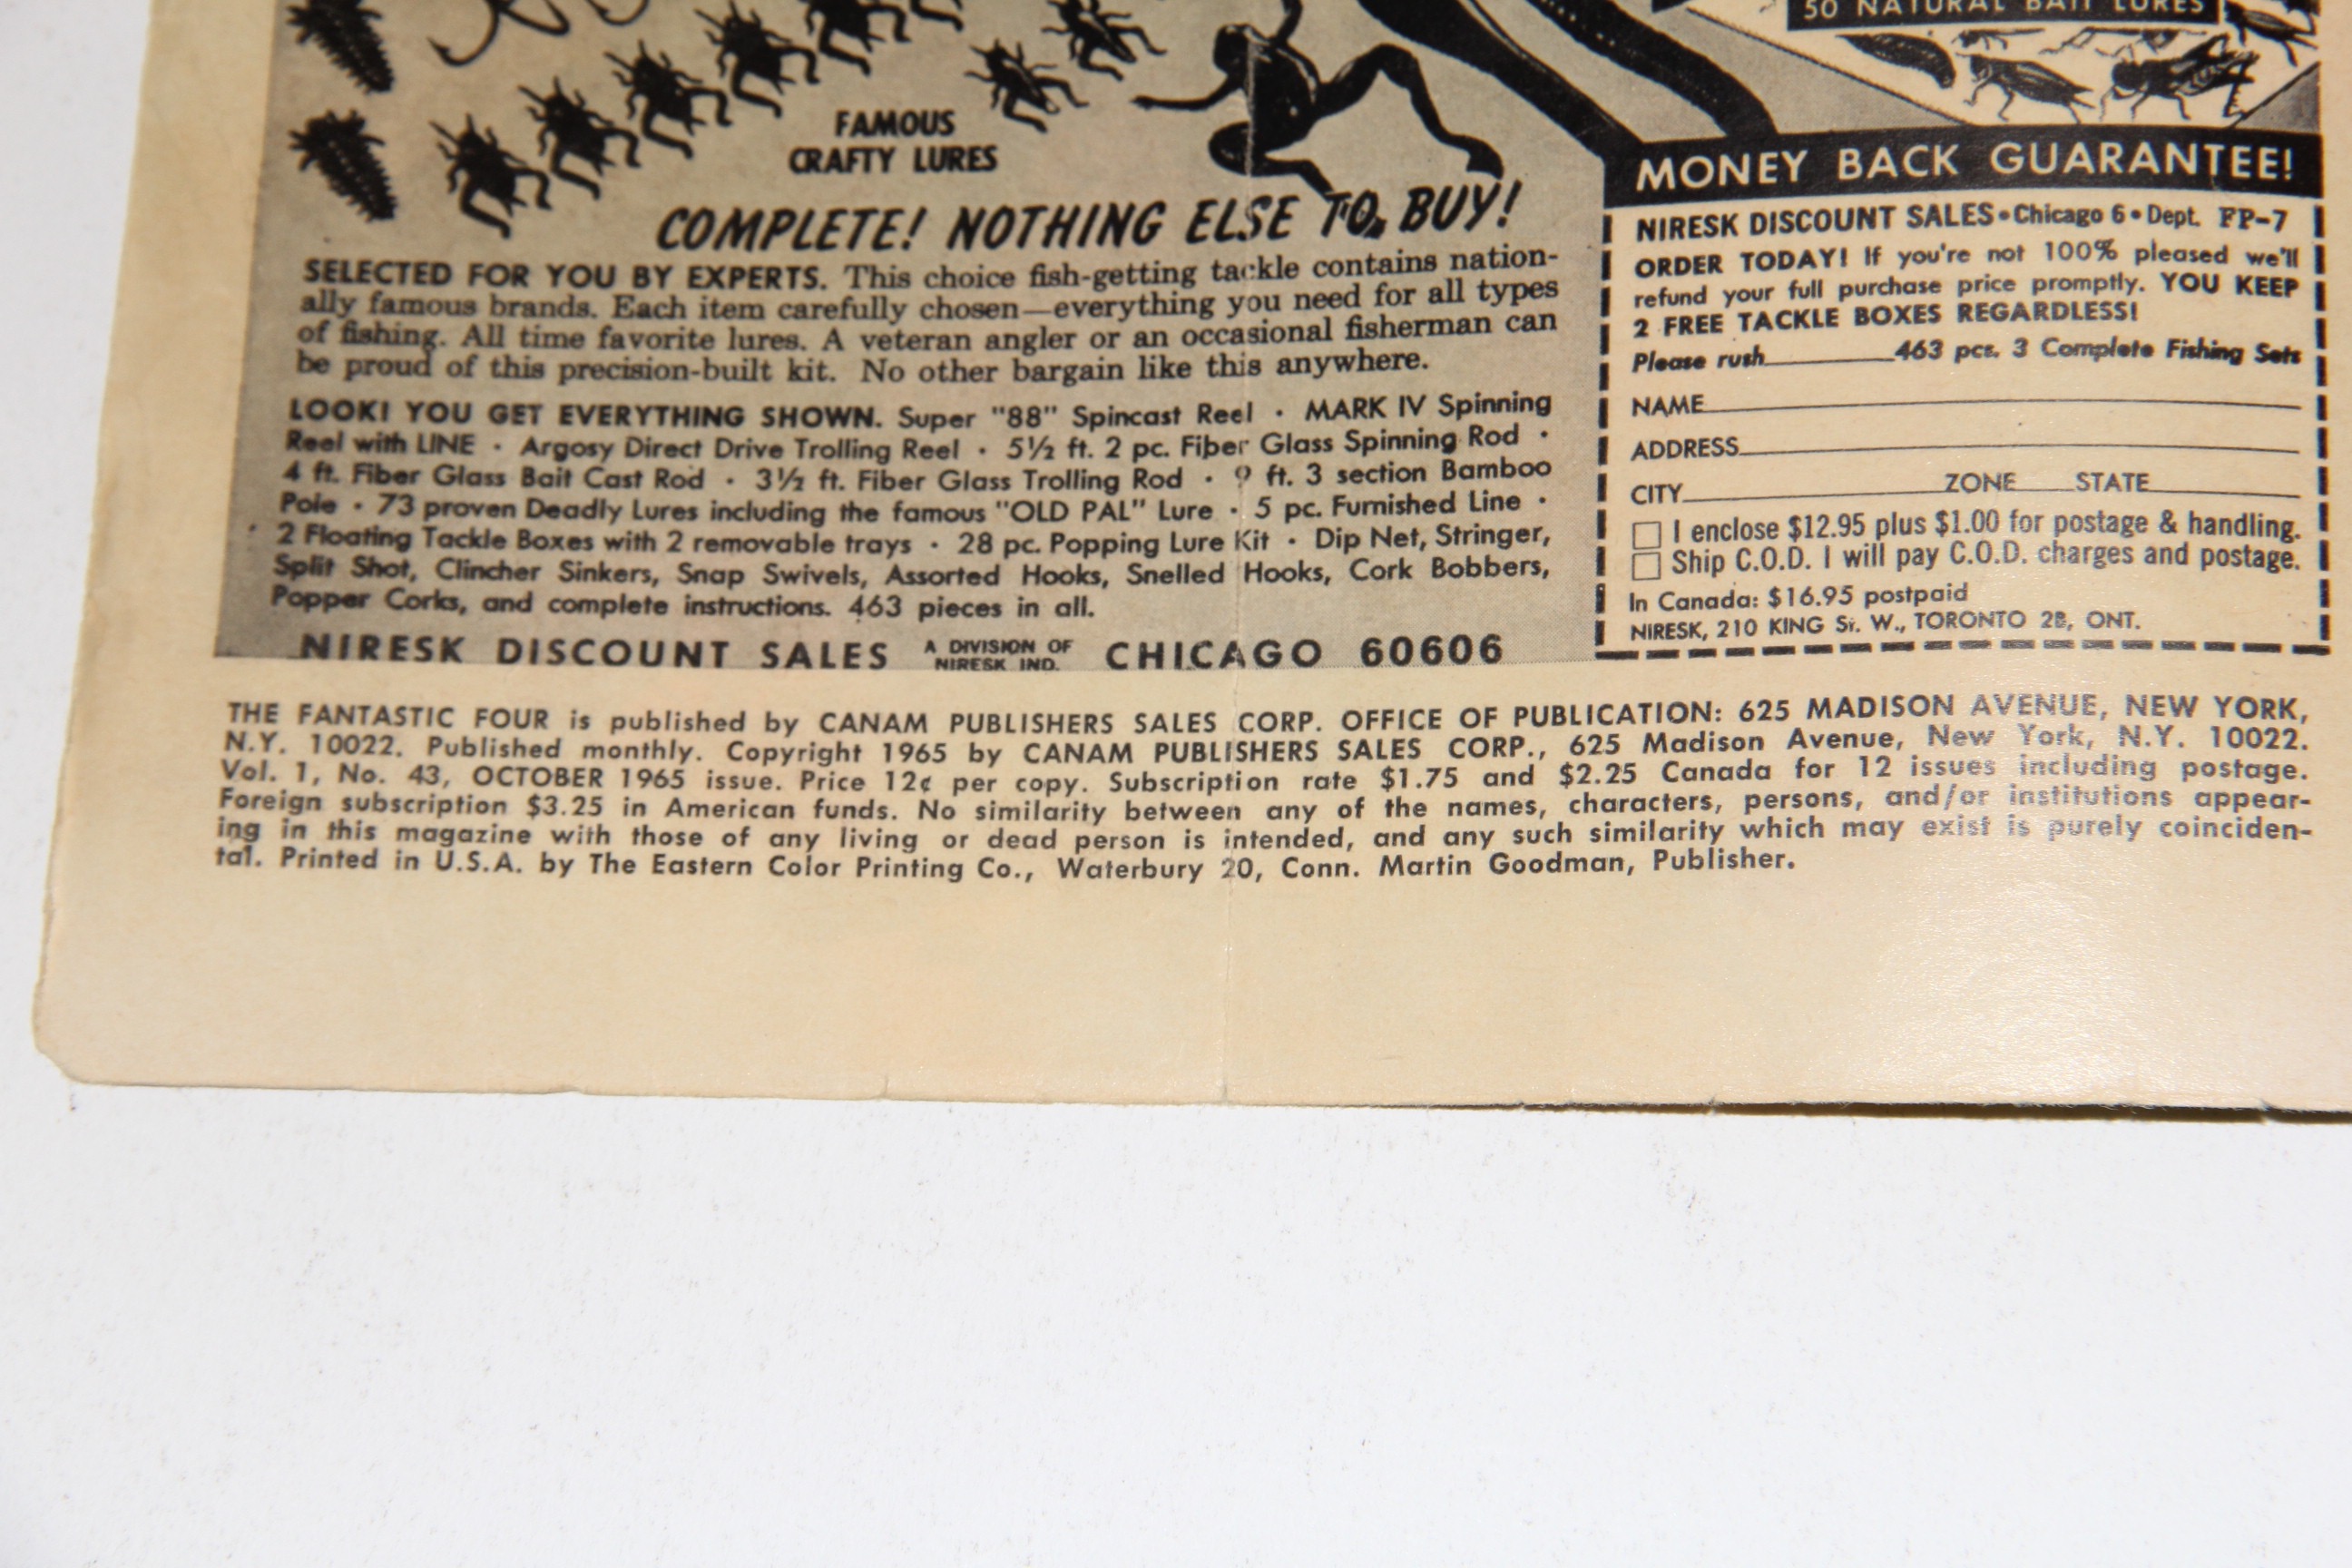 50 NATURAL BAIT LURES
FAMOUS
CRAFTY LURES
COMPLETE! NOTHING ELSE TO BUY!
SELECTED FOR YOU BY EXPERTS. This choice fish-getting tackle contains nation-
ally famous brands. Each item carefully chosen—everything you need for all types
of fishing. All time favorite lures. A veteran angler or an occasional fisherman can
be proud of this precision-built kit. No other bargain like this anywhere.
LOOK! YOU GET EVERYTHING SHOWN. Super "88" Spincast Reel · MARK IV Spinning
Reel with LINE · Argosy Direct Drive Trolling Reel · 5½ ft. 2 pc. Fiber Glass Spinning Rod ·
4 ft. Fiber Glass Bait Cast Rod · 3½ ft. Fiber Glass Trolling Rod · ft. 3 section Bamboo
Pole · 73 proven Deadly Lures including the famous "OLD PAL" Lure · 5 pc. Furnished Line ·
2 Floating Tackle Boxes with 2 removable trays · 28 pc. Popping Lure Kit · Dip Net, Stringer,
Split Shot, Clincher Sinkers, Snap Swivels, Assorted Hooks, Snelled Hooks, Cork Bobbers,
Popper Corks, and complete instructions. 463 pieces in all.
NIRESK DISCOUNT SALES A DIVISION OF NIRESK IND. CHICAGO 60606
MONEY BACK GUARANTEE!
NIRESK DISCOUNT SALES • Chicago 6 • Dept. FP-7
ORDER TODAY! If you're not 100% pleased we'll
refund your full purchase price promptly. YOU KEEP
2 FREE TACKLE BOXES REGARDLESS!
Please rush 463 pcs. 3 Complete Fishing Sets
NAME
ADDRESS
CITY ZONE STATE
I enclose $12.95 plus $1.00 for postage & handling.
Ship C.O.D. I will pay C.O.D. charges and postage.
In Canada: $16.95 postpaid
NIRESK, 210 KING St. W., TORONTO 2B, ONT.
THE FANTASTIC FOUR is published by CANAM PUBLISHERS SALES CORP. OFFICE OF PUBLICATION: 625 MADISON AVENUE, NEW YORK,
N.Y. 10022. Published monthly. Copyright 1965 by CANAM PUBLISHERS SALES CORP., 625 Madison Avenue, New York, N.Y. 10022.
Vol. 1, No. 43, OCTOBER 1965 issue. Price 12¢ per copy. Subscription rate $1.75 and $2.25 Canada for 12 issues including postage.
Foreign subscription $3.25 in American funds. No similarity between any of the names, characters, persons, and/or institutions appear-
ing in this magazine with those of any living or dead person is intended, and any such similarity which may exist is purely coinciden-
tal. Printed in U.S.A. by The Eastern Color Printing Co., Waterbury 20, Conn. Martin Goodman, Publisher.